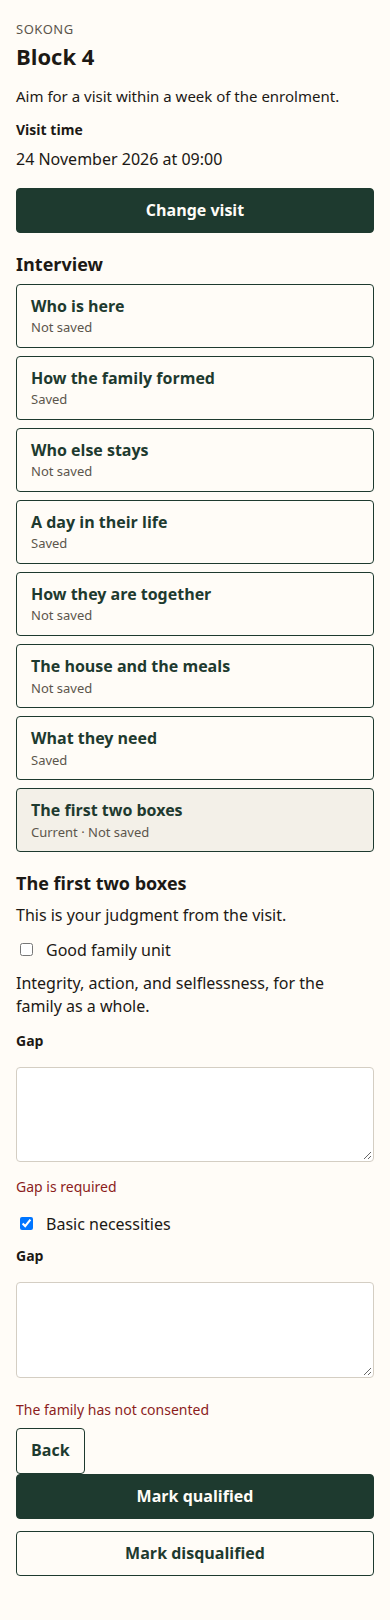 SOKONG
Block 4
Aim for a visit within a week of the enrolment.
Visit time
24 November 2026 at 09:00
Change visit
Interview
Who is here
Not saved
How the family formed
Saved
Who else stays
Not saved
A day in their life
Saved
How they are together
Not saved
The house and the meals
Not saved
What they need
Saved
The first two boxes
Current · Not saved
The first two boxes
This is your judgment from the visit.
Good family unit
Integrity, action, and selflessness, for the
family as a whole.
Gap
Gap is required
Basic necessities
Gap
The family has not consented
Back
Mark qualified
Mark disqualified